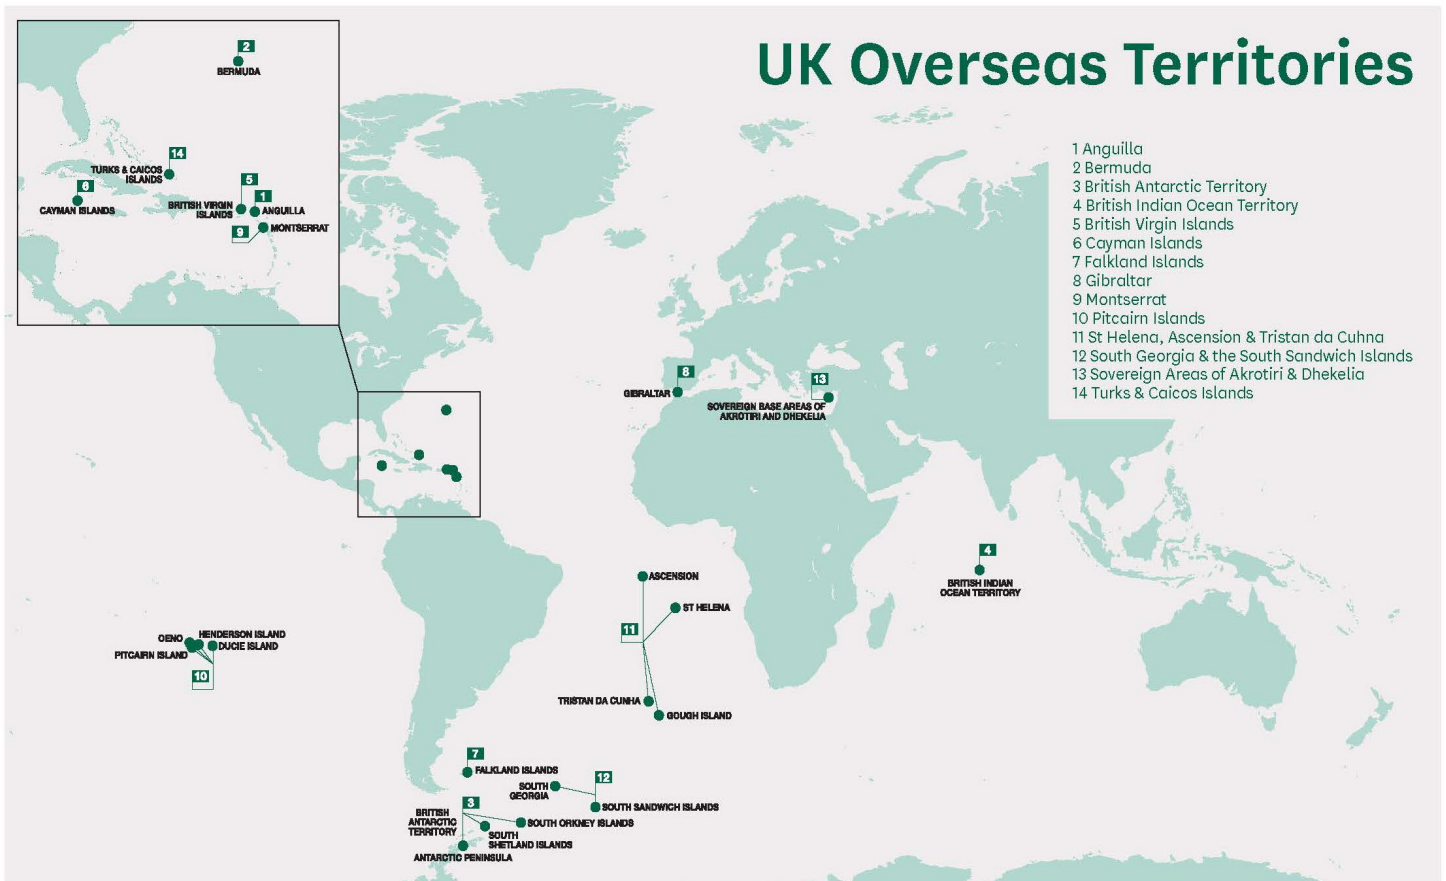 UK Overseas Territories
1 Anguilla
2 Bermuda
3 British Antarctic Territory
4 British Indian Ocean Territory
5 British Virgin Islands
6 Cayman Islands
7 Falkland Islands
8 Gibraltar
9 Montserrat
10 Pitcairn Islands
11 St Helena, Ascension & Tristan da Cuhna
12 South Georgia & the South Sandwich Islands
13 Sovereign Areas of Akrotiri & Dhekelia
14 Turks & Caicos Islands
2
BERMUDA
14
TURKS & CAICOS
ISLANDS
6
CAYMAN ISLANDS
5
BRITISH VIRGIN
ISLANDS
1
ANGUILLA
9
MONTSERRAT
8
GIBRALTAR
13
SOVEREIGN BASE AREAS OF
AKROTIRI AND DHEKELIA
4
BRITISH INDIAN
OCEAN TERRITORY
ASCENSION
ST HELENA
11
TRISTAN DA CUNHA
GOUGH ISLAND
OENO
HENDERSON ISLAND
DUCIE ISLAND
PITCAIRN ISLAND
10
7
FALKLAND ISLANDS
12
SOUTH
GEORGIA
SOUTH SANDWICH ISLANDS
3
BRITISH
ANTARCTIC
TERRITORY
SOUTH ORKNEY ISLANDS
SOUTH
SHETLAND ISLANDS
ANTARCTIC PENINSULA